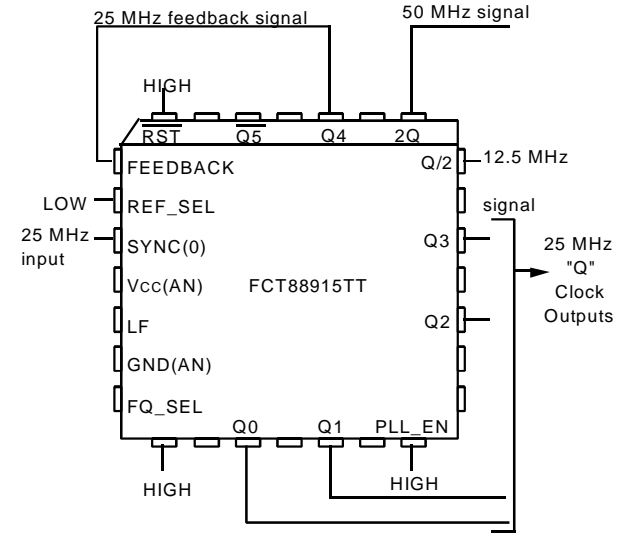 25 MHz feedback signal
50 MHz signal
HIGH
RST
Q5
Q4
2Q
FEEDBACK
Q/2
12.5 MHz
LOW
REF_SEL
signal
25 MHz
input
SYNC(0)
Q3
25 MHz
"Q"
Clock
Outputs
VCC(AN)
FCT88915TT
LF
Q2
GND(AN)
FQ_SEL
Q0
Q1
PLL_EN
HIGH
HIGH